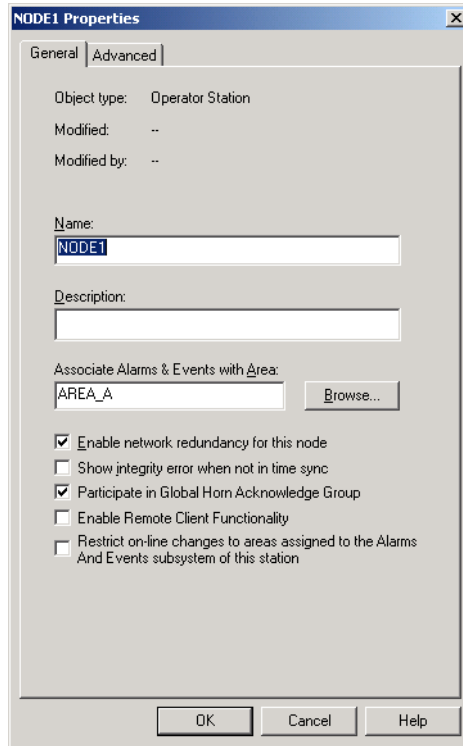 NODE1 Properties
General Advanced
Object type: Operator Station
Modified: --
Modified by: --
Name:
NODE1
Description:
Associate Alarms & Events with Area:
AREA_A Browse...
Enable network redundancy for this node
Show integrity error when not in time sync
Participate in Global Horn Acknowledge Group
Enable Remote Client Functionality
Restrict on-line changes to areas assigned to the Alarms
And Events subsystem of this station
OK Cancel Help